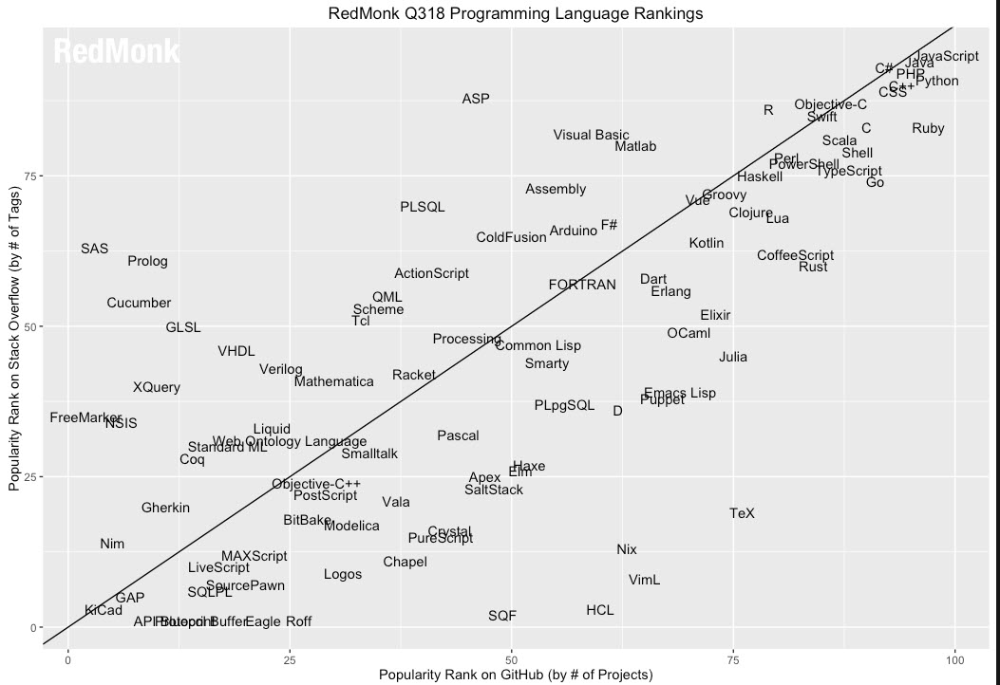 RedMonk Q318 Programming Language Rankings
RedMonk
JavaScript
Java
C#
PHP
Python
C++
CSS
ASP
Objective-C
R
Swift
C
Ruby
Visual Basic
Matlab
Scala
Shell
Perl
PowerShell
TypeScript
Haskell
Go
75
Assembly
Groovy
Vue
PLSQL
Clojure
Lua
F#
Arduino
ColdFusion
Kotlin
SAS
CoffeeScript
Prolog
Rust
ActionScript
Dart
FORTRAN
Erlang
QML
Cucumber
Scheme
Elixir
Tcl
GLSL
50
OCaml
Processing
Common Lisp
VHDL
Julia
Smarty
Verilog
Racket
Mathematica
XQuery
Emacs Lisp
Puppet
PLpgSQL
D
FreeMarker
NSIS
Liquid
Pascal
Web Ontology Language
Standard ML
Smalltalk
Coq
Haxe
Elm
25
Apex
Objective-C++
SaltStack
PostScript
Vala
Gherkin
TeX
BitBake
Modelica
Crystal
PureScript
Nim
Nix
MAXScript
Chapel
LiveScript
Logos
VimL
SourcePawn
SQLPL
GAP
KiCad
HCL
SQF
API Blueprint
Protocol Buffer
Eagle
Roff
0
0
25
50
75
100
Popularity Rank on GitHub (by # of Projects)
Popularity Rank on Stack Overflow (by # of Tags)